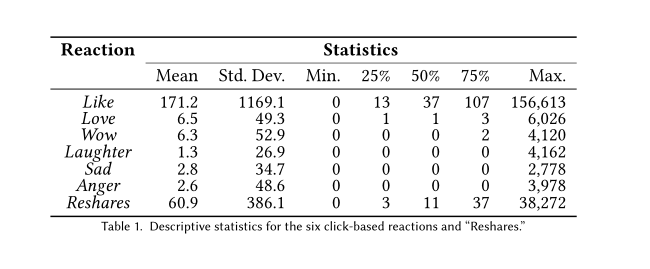 Reaction Statistics
Mean Std. Dev. Min. 25% 50% 75% Max.
Like 171.2 1169.1 0 13 37 107 156,613
Love 6.5 49.3 0 1 1 3 6,026
Wow 6.3 52.9 0 0 0 2 4,120
Laughter 1.3 26.9 0 0 0 0 4,162
Sad 2.8 34.7 0 0 0 0 2,778
Anger 2.6 48.6 0 0 0 0 3,978
Reshares 60.9 386.1 0 3 11 37 38,272
Table 1. Descriptive statistics for the six click-based reactions and “Reshares.”